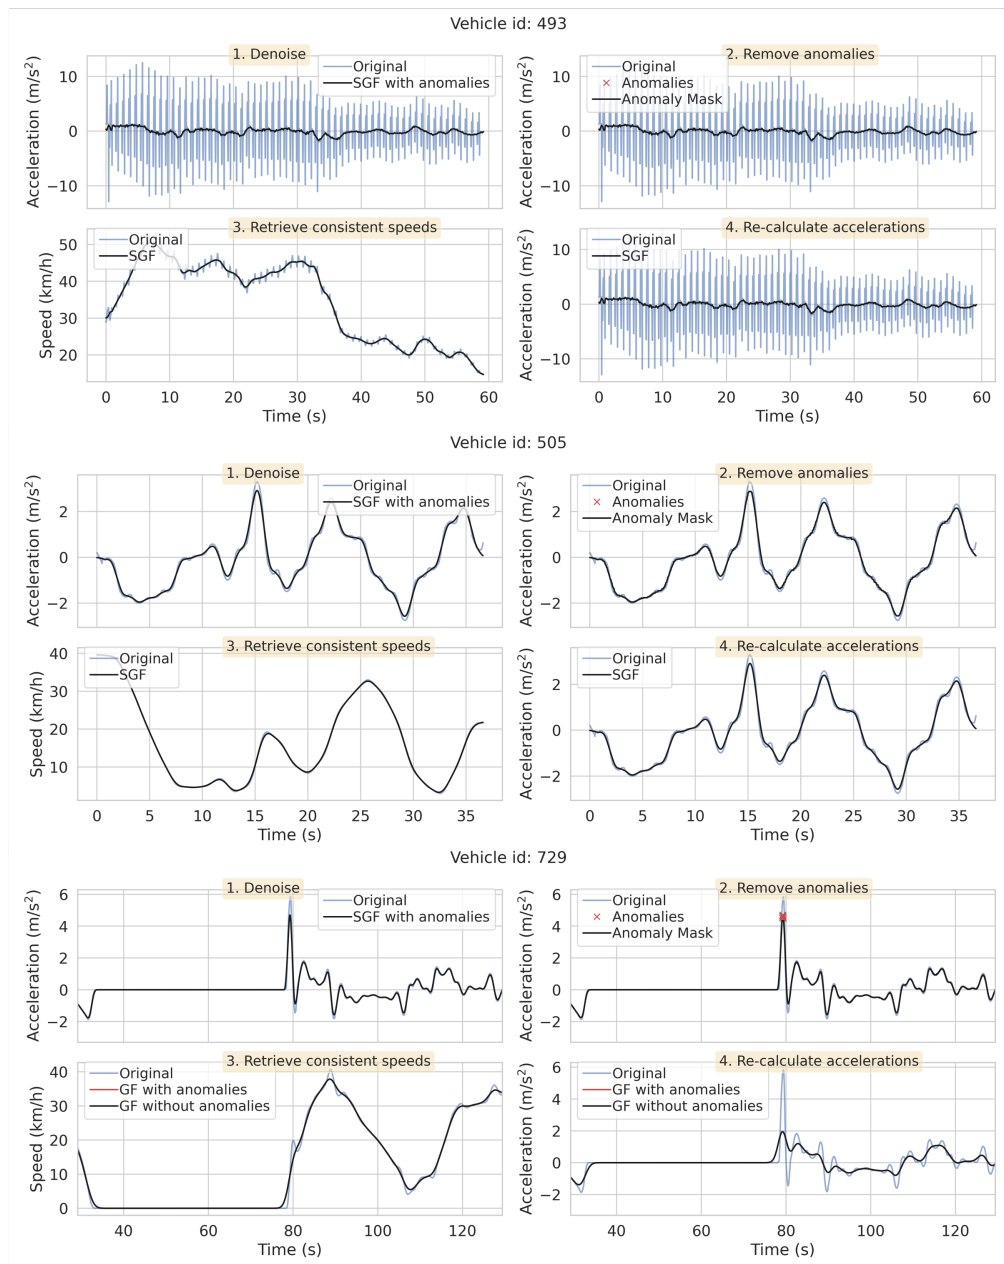 Vehicle id: 493
1. Denoise
Original
SGF with anomalies
Acceleration (m/s²)
10
0
−10
2. Remove anomalies
Original
Anomalies
Anomaly Mask
Acceleration (m/s²)
10
0
−10
3. Retrieve consistent speeds
Original
SGF
Speed (km/h)
50
40
30
20
0 10 20 30 40 50 60
Time (s)
4. Re-calculate accelerations
Original
SGF
Acceleration (m/s²)
10
0
−10
0 10 20 30 40 50 60
Time (s)
Vehicle id: 505
1. Denoise
Original
SGF with anomalies
Acceleration (m/s²)
2
0
−2
2. Remove anomalies
Original
Anomalies
Anomaly Mask
Acceleration (m/s²)
2
0
−2
3. Retrieve consistent speeds
Original
SGF
Speed (km/h)
40
30
20
10
0 5 10 15 20 25 30 35
Time (s)
4. Re-calculate accelerations
Original
SGF
Acceleration (m/s²)
2
0
−2
0 5 10 15 20 25 30 35
Time (s)
Vehicle id: 729
1. Denoise
Original
SGF with anomalies
Acceleration (m/s²)
6
4
2
0
−2
2. Remove anomalies
Original
Anomalies
Anomaly Mask
Acceleration (m/s²)
6
4
2
0
−2
3. Retrieve consistent speeds
Original
GF with anomalies
GF without anomalies
Speed (km/h)
40
30
20
10
0
40 60 80 100 120
Time (s)
4. Re-calculate accelerations
Original
GF with anomalies
GF without anomalies
Acceleration (m/s²)
6
4
2
0
−2
40 60 80 100 120
Time (s)